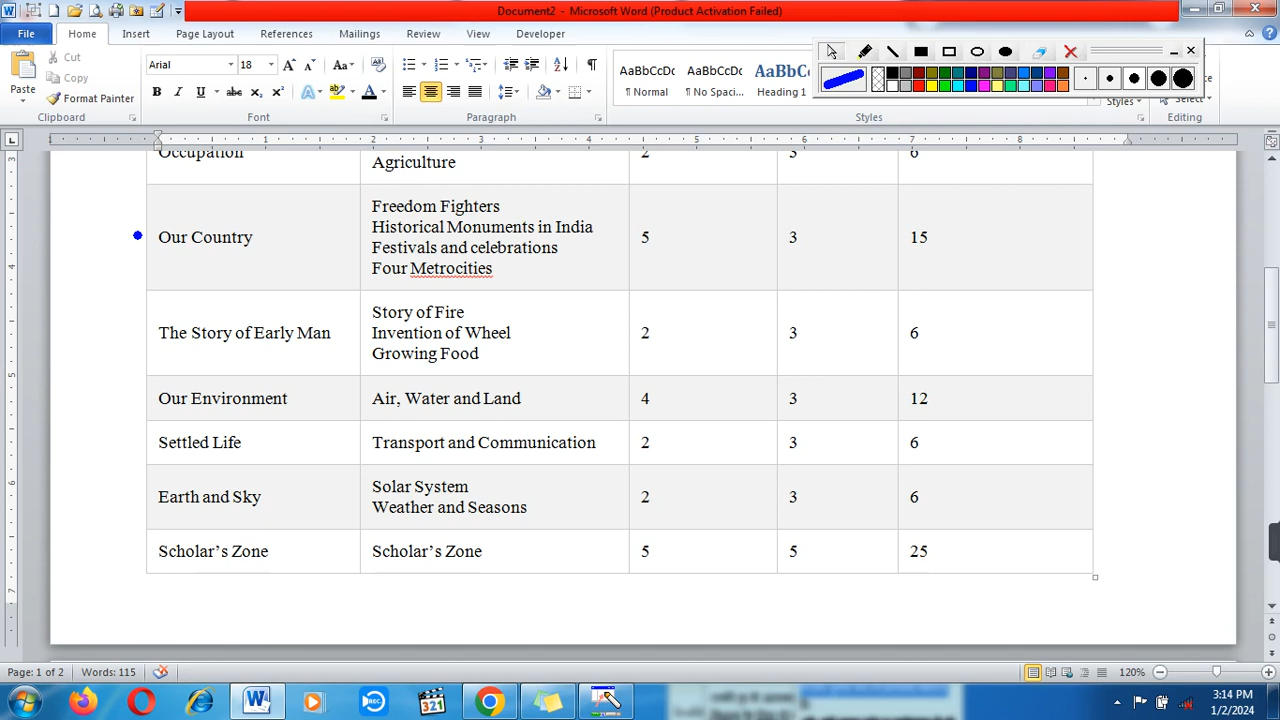 Document2 - Microsoft Word (Product Activation Failed)
File Home Insert Page Layout References Mailings Review View Developer
Cut
Copy
Paste
Format Painter
Clipboard
Arial 18
Font
Paragraph
AaBbCcDc AaBbCcDc AaBbCc
¶ Normal ¶ No Spaci... Heading 1
Styles
Styles
Select
Editing
Occupation Agriculture 2 3 6
Our Country
Freedom Fighters
Historical Monuments in India
Festivals and celebrations
Four Metrocities
5 3 15
The Story of Early Man
Story of Fire
Invention of Wheel
Growing Food
2 3 6
Our Environment Air, Water and Land 4 3 12
Settled Life Transport and Communication 2 3 6
Earth and Sky
Solar System
Weather and Seasons
2 3 6
Scholar's Zone Scholar's Zone 5 5 25
Page: 1 of 2 Words: 115 120%
3:14 PM
1/2/2024